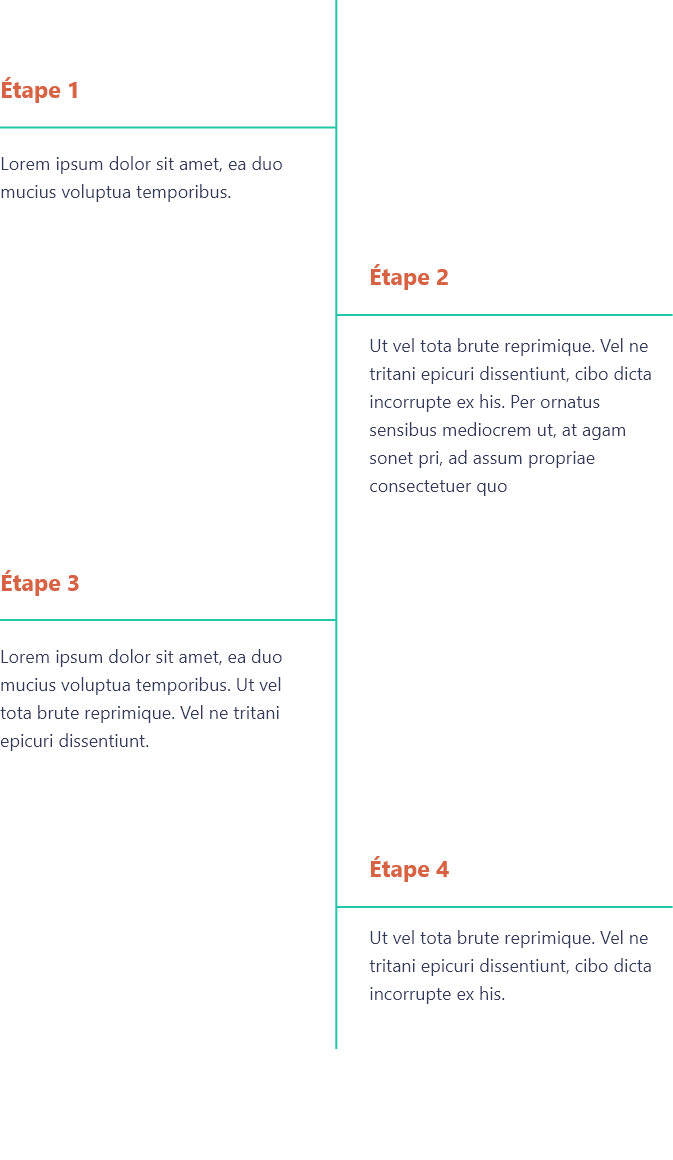 Étape 1
Lorem ipsum dolor sit amet, ea duo
mucius voluptua temporibus.
Étape 2
Ut vel tota brute reprimique. Vel ne
tritani epicuri dissentiunt, cibo dicta
incorrupte ex his. Per ornatus
sensibus mediocrem ut, at agam
sonet pri, ad assum propriae
consectetuer quo
Étape 3
Lorem ipsum dolor sit amet, ea duo
mucius voluptua temporibus. Ut vel
tota brute reprimique. Vel ne tritani
epicuri dissentiunt.
Étape 4
Ut vel tota brute reprimique. Vel ne
tritani epicuri dissentiunt, cibo dicta
incorrupte ex his.